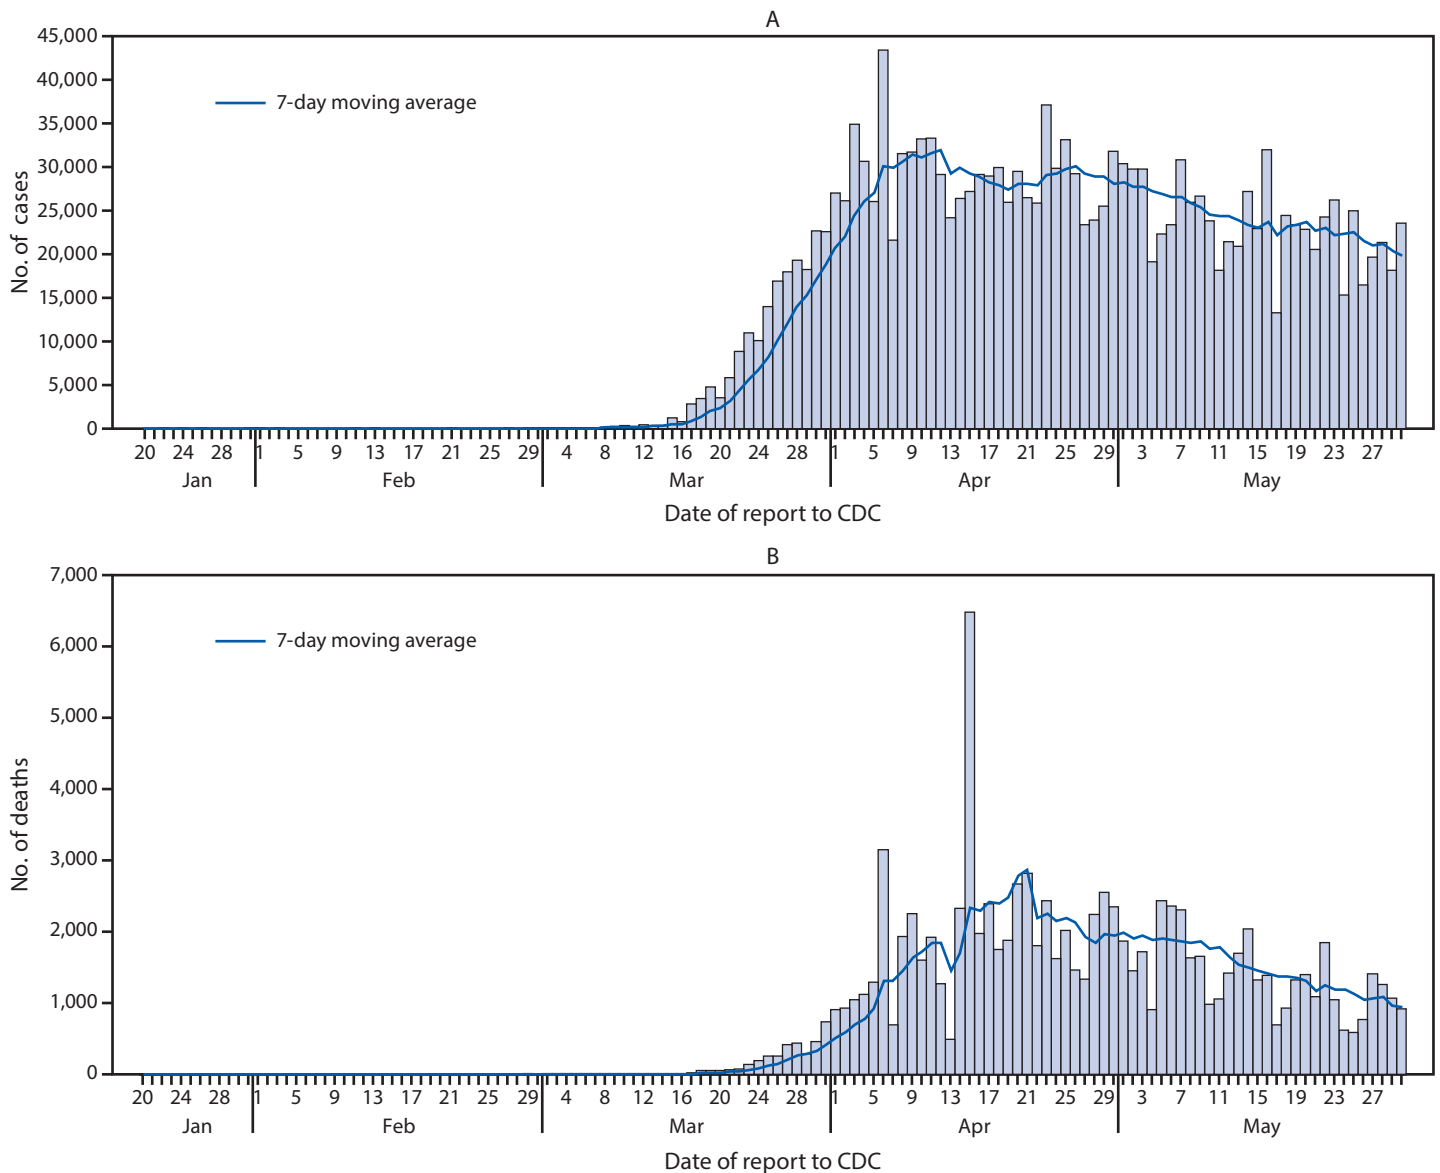 A
45,000
40,000
35,000
30,000
25,000
20,000
15,000
10,000
5,000
0
No. of cases
7-day moving average
20 24 28 1 5 9 13 17 21 25 29 4 8 12 16 20 24 28 1 5 9 13 17 21 25 29 3 7 11 15 19 23 27
Jan Feb Mar Apr May
Date of report to CDC
B
7,000
6,000
5,000
4,000
3,000
2,000
1,000
0
No. of deaths
7-day moving average
20 24 28 1 5 9 13 17 21 25 29 4 8 12 16 20 24 28 1 5 9 13 17 21 25 29 3 7 11 15 19 23 27
Jan Feb Mar Apr May
Date of report to CDC